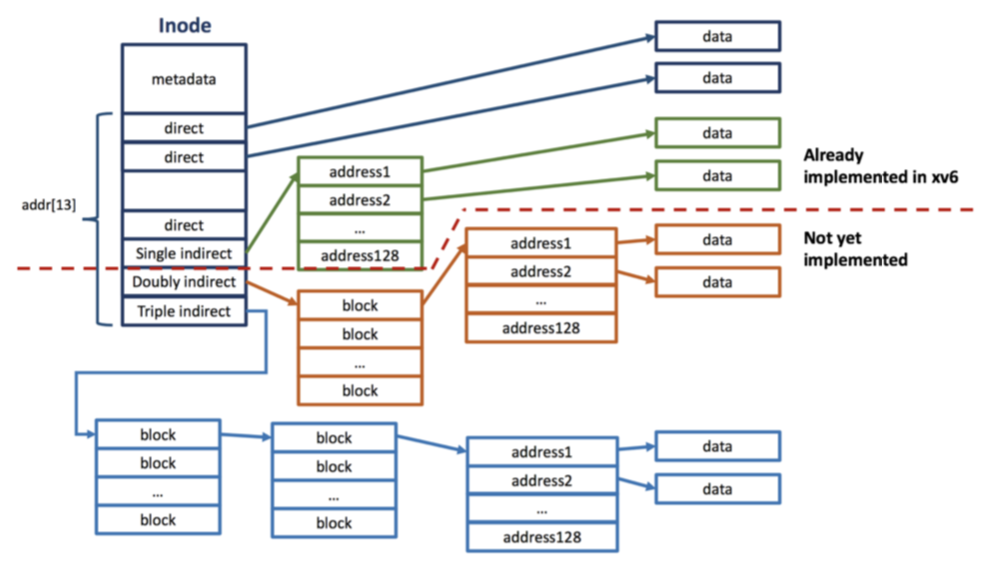 Inode
metadata
direct
direct
addr[13]
direct
Single indirect
Doubly indirect
Triple indirect
address1
address2
...
address128
data
data
data
data
Already
implemented in xv6
Not yet
implemented
block
block
...
block
address1
address2
...
address128
data
data
block
block
...
block
block
block
...
block
address1
address2
...
address128
data
data